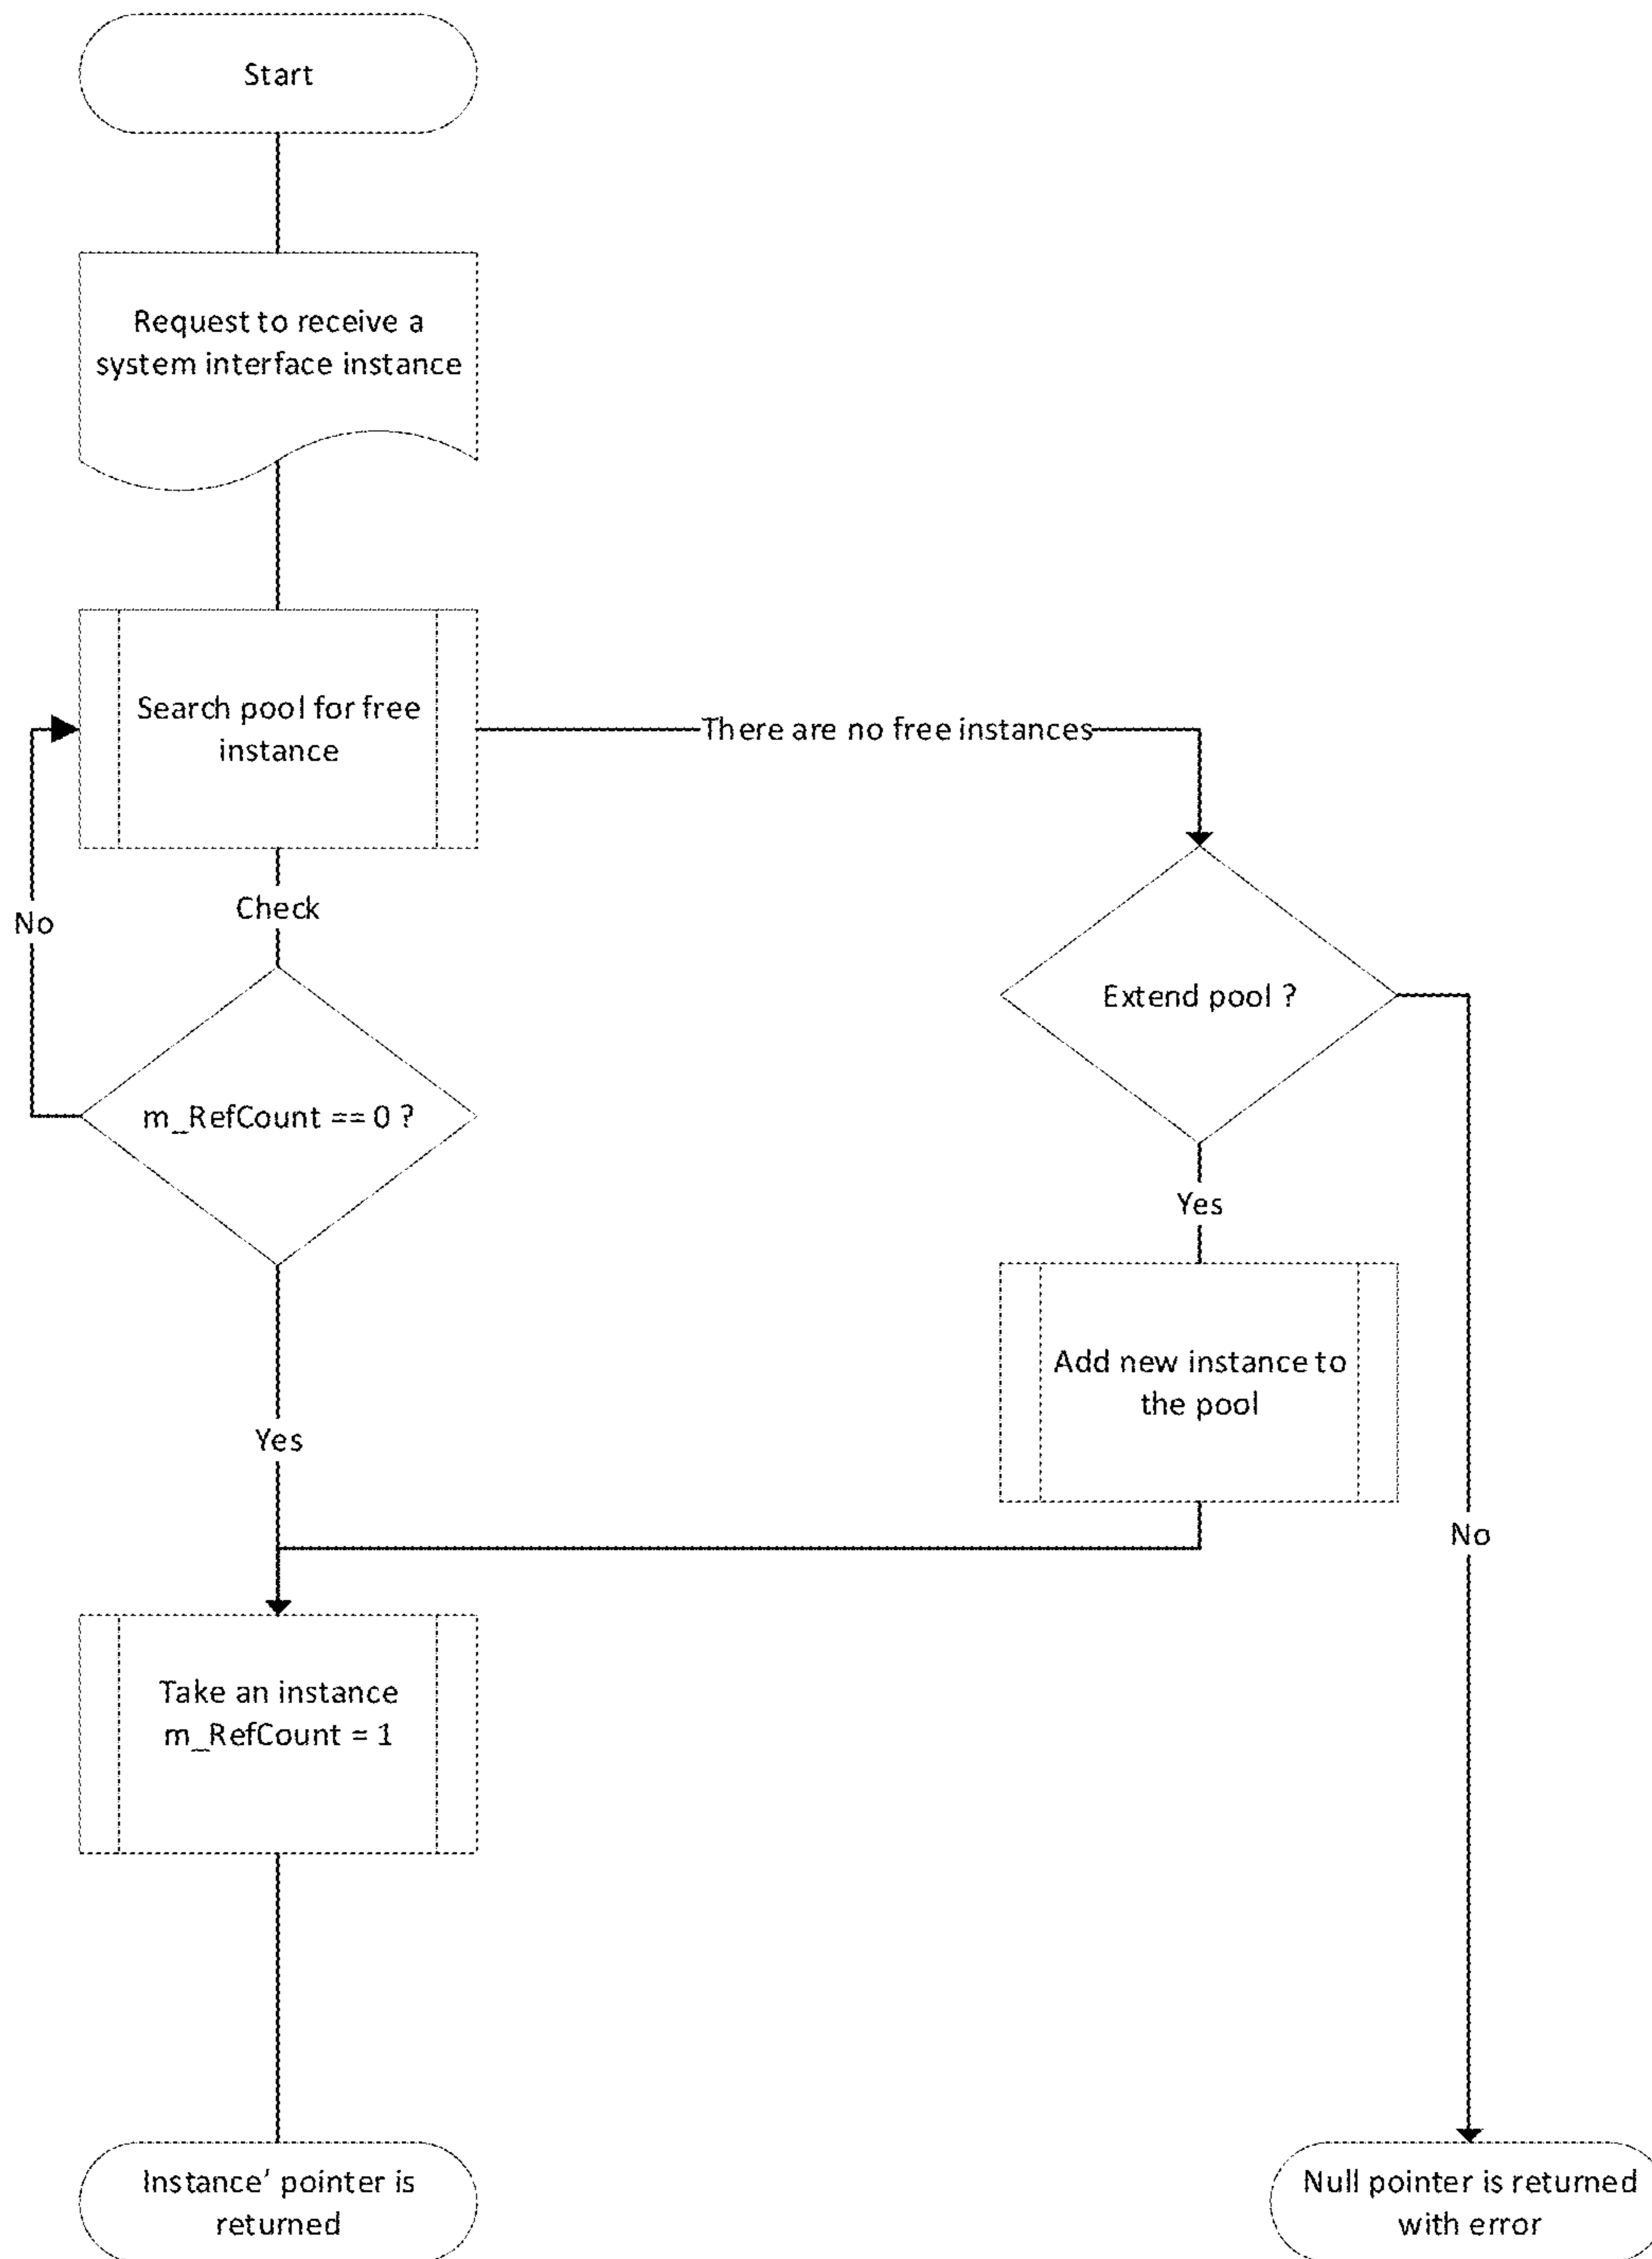 Start
Request to receive a
system interface instance
Search pool for free
instance
There are no free instances
No
Check
Extend pool ?
m_RefCount == 0 ?
Yes
Add new instance to
the pool
Yes
No
Take an instance
m_RefCount = 1
Instance' pointer is
returned
Null pointer is returned
with error